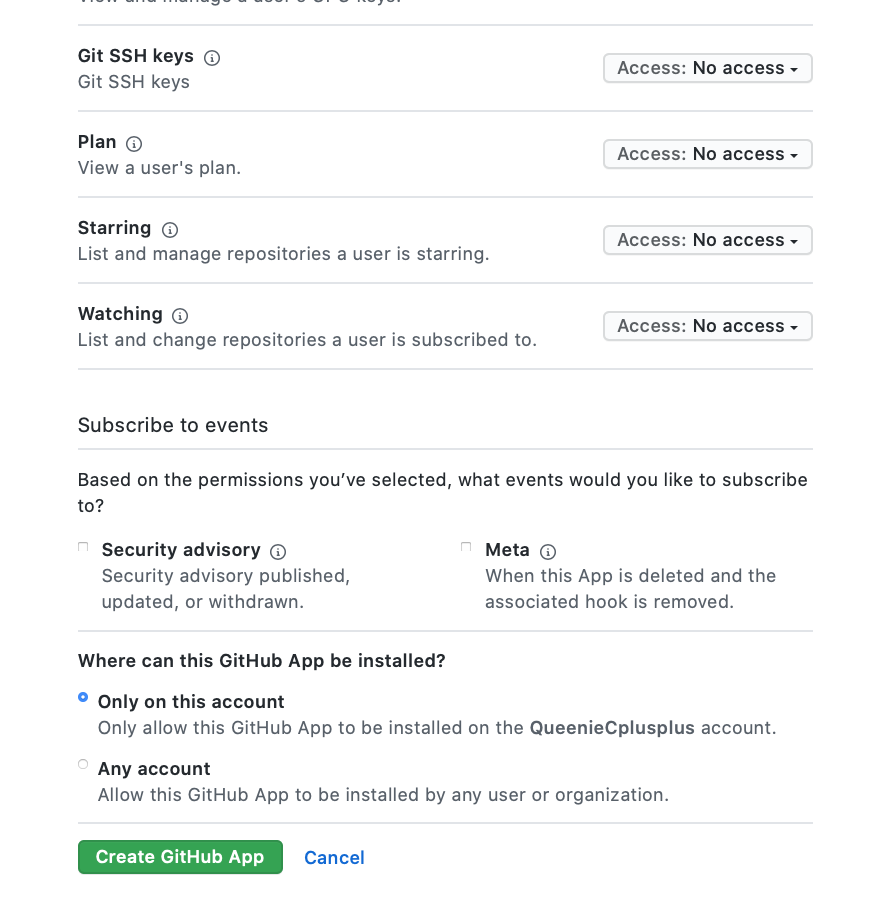 View and manage a user's GPG keys.
Git SSH keys
Git SSH keys
Access: No access
Plan
View a user's plan.
Access: No access
Starring
List and manage repositories a user is starring.
Access: No access
Watching
List and change repositories a user is subscribed to.
Access: No access
Subscribe to events
Based on the permissions you’ve selected, what events would you like to subscribe
to?
Security advisory
Security advisory published,
updated, or withdrawn.
Meta
When this App is deleted and the
associated hook is removed.
Where can this GitHub App be installed?
Only on this account
Only allow this GitHub App to be installed on the QueenieCplusplus account.
Any account
Allow this GitHub App to be installed by any user or organization.
Create GitHub App
Cancel